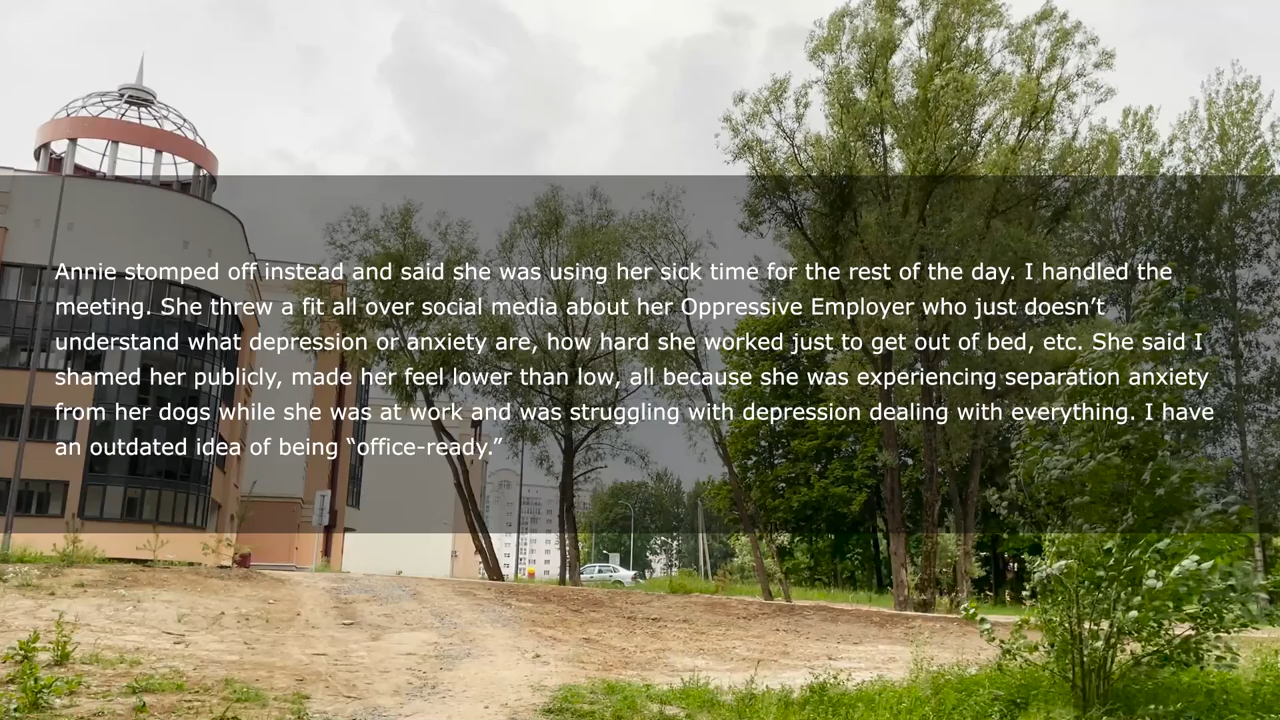 Annie stomped off instead and said she was using her sick time for the rest of the day. I handled the
meeting. She threw a fit all over social media about her Oppressive Employer who just doesn’t
understand what depression or anxiety are, how hard she worked just to get out of bed, etc. She said I
shamed her publicly, made her feel lower than low, all because she was experiencing separation anxiety
from her dogs while she was at work and was struggling with depression dealing with everything. I have
an outdated idea of being “office-ready.”